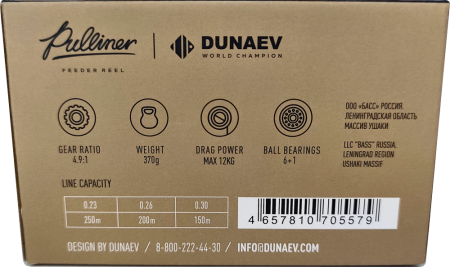 Pulliner
FEEDER REEL
DUNAEV
WORLD CHAMPION
GEAR RATIO
4.9:1
WEIGHT
370g
DRAG POWER
MAX 12KG
BALL BEARINGS
6+1
ООО «БАСС» РОССИЯ.
ЛЕНИНГРАДСКАЯ ОБЛАСТЬ
МАССИВ УШАКИ
LLC "BASS" RUSSIA,
LENINGRAD REGION
USHAKI MASSIF
LINE CAPACITY
0.23 0.26 0.30
250m 200m 150m
4 657810 705579
DESIGN BY DUNAEV / 8-800-222-44-30 / INFO@DUNAEV.COM